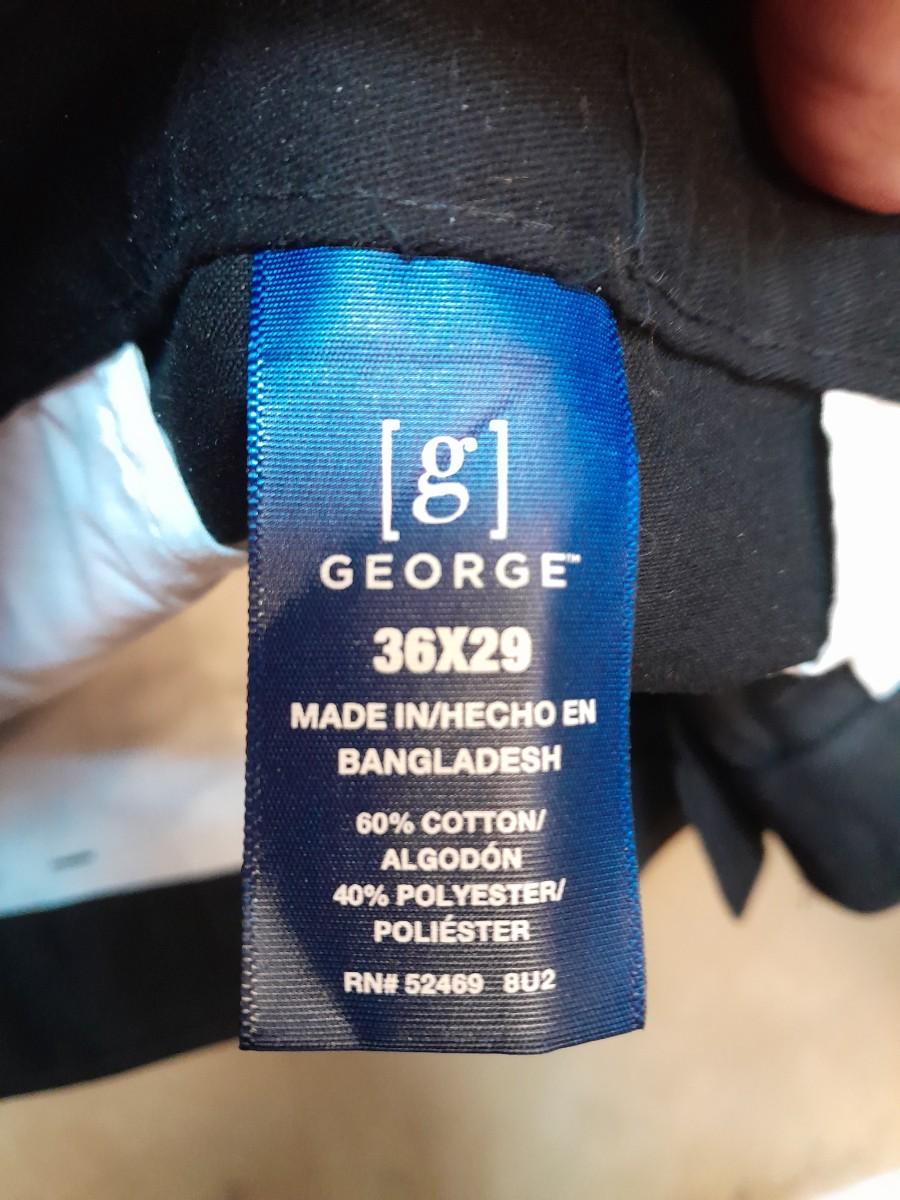 [g]
GEORGE™
36X29
MADE IN/HECHO EN
BANGLADESH
60% COTTON/
ALGODÓN
40% POLYESTER/
POLIÉSTER
RN# 52469 8U2